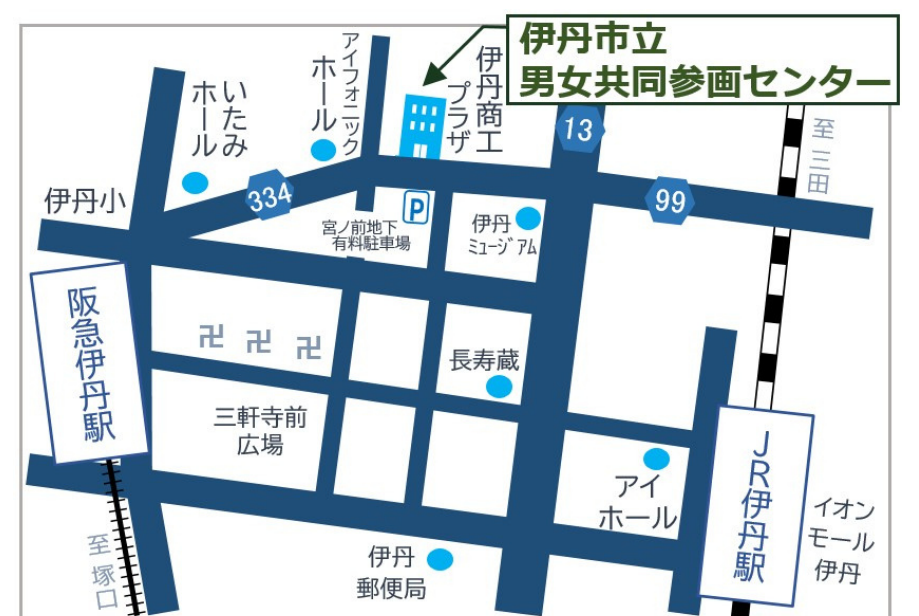 伊丹市立
男女共同参画センター
アイフォニック
ホール
伊丹商工
プラザ
いたみ
ホール
13
至 三田
334
99
伊丹小
P
宮ノ前地下
有料駐車場
伊丹
ミュージアム
阪急伊丹駅
卍 卍 卍
長寿蔵
三軒寺前
広場
JR伊丹駅
アイ
ホール
イオン
モール
伊丹
至 塚口
伊丹
郵便局